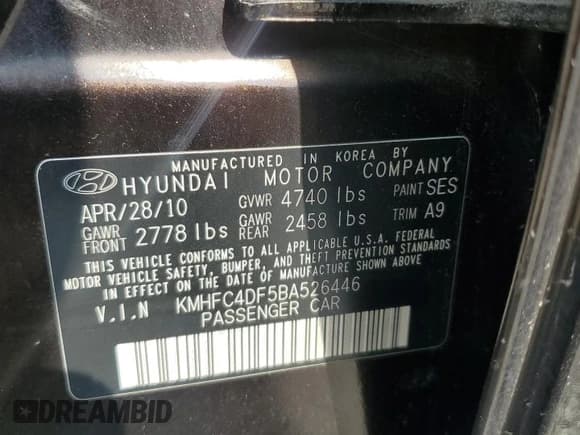 MANUFACTURED IN KOREA BY
HYUNDAI MOTOR COMPANY
APR/28/10 GVWR 4740 lbs PAINT SES
GAWR FRONT 2778 lbs GAWR REAR 2458 lbs TRIM A9
THIS VEHICLE CONFORMS TO ALL APPLICABLE U.S.A. FEDERAL
MOTOR VEHICLE SAFETY, BUMPER, AND THEFT PREVENTION STANDARDS
IN EFFECT ON THE DATE OF MANUFACTURE SHOWN ABOVE.
V.I.N KMHFC4DF5BA526446
PASSENGER CAR
DREAMBID